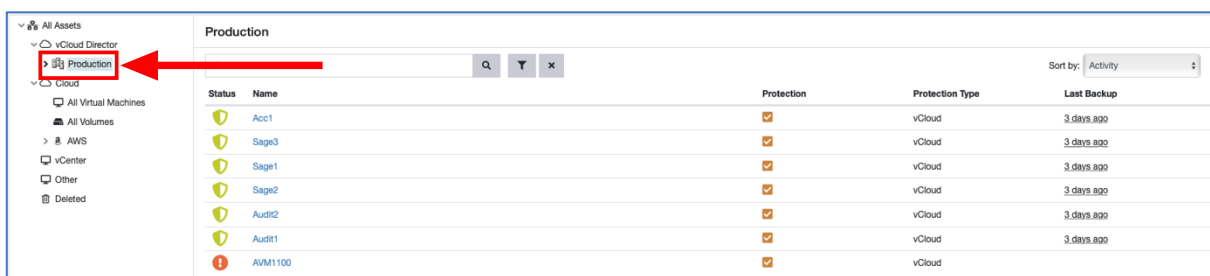 All Assets
vCloud Director
Production
Cloud
All Virtual Machines
All Volumes
AWS
vCenter
Other
Deleted
Production
Sort by: Activity
Status Name Protection Protection Type Last Backup
Acc1 vCloud 3 days ago
Sage3 vCloud 3 days ago
Sage1 vCloud 3 days ago
Sage2 vCloud 3 days ago
Audit2 vCloud 3 days ago
Audit1 vCloud 3 days ago
AVM1100 vCloud